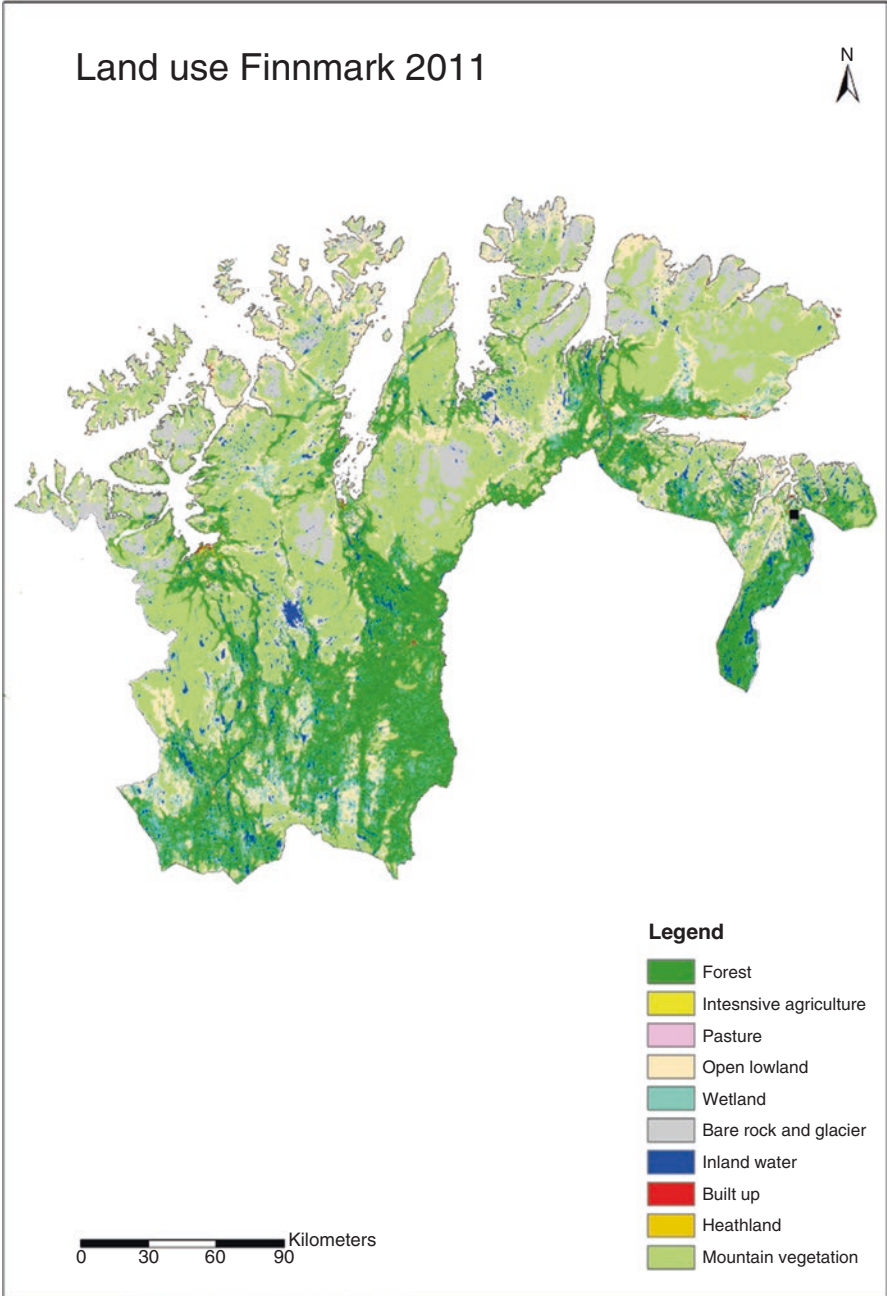 Land use Finnmark 2011
N
Legend
Forest
Intesnsive agriculture
Pasture
Open lowland
Wetland
Bare rock and glacier
Inland water
Built up
Heathland
Mountain vegetation
Kilometers
0 30 60 90